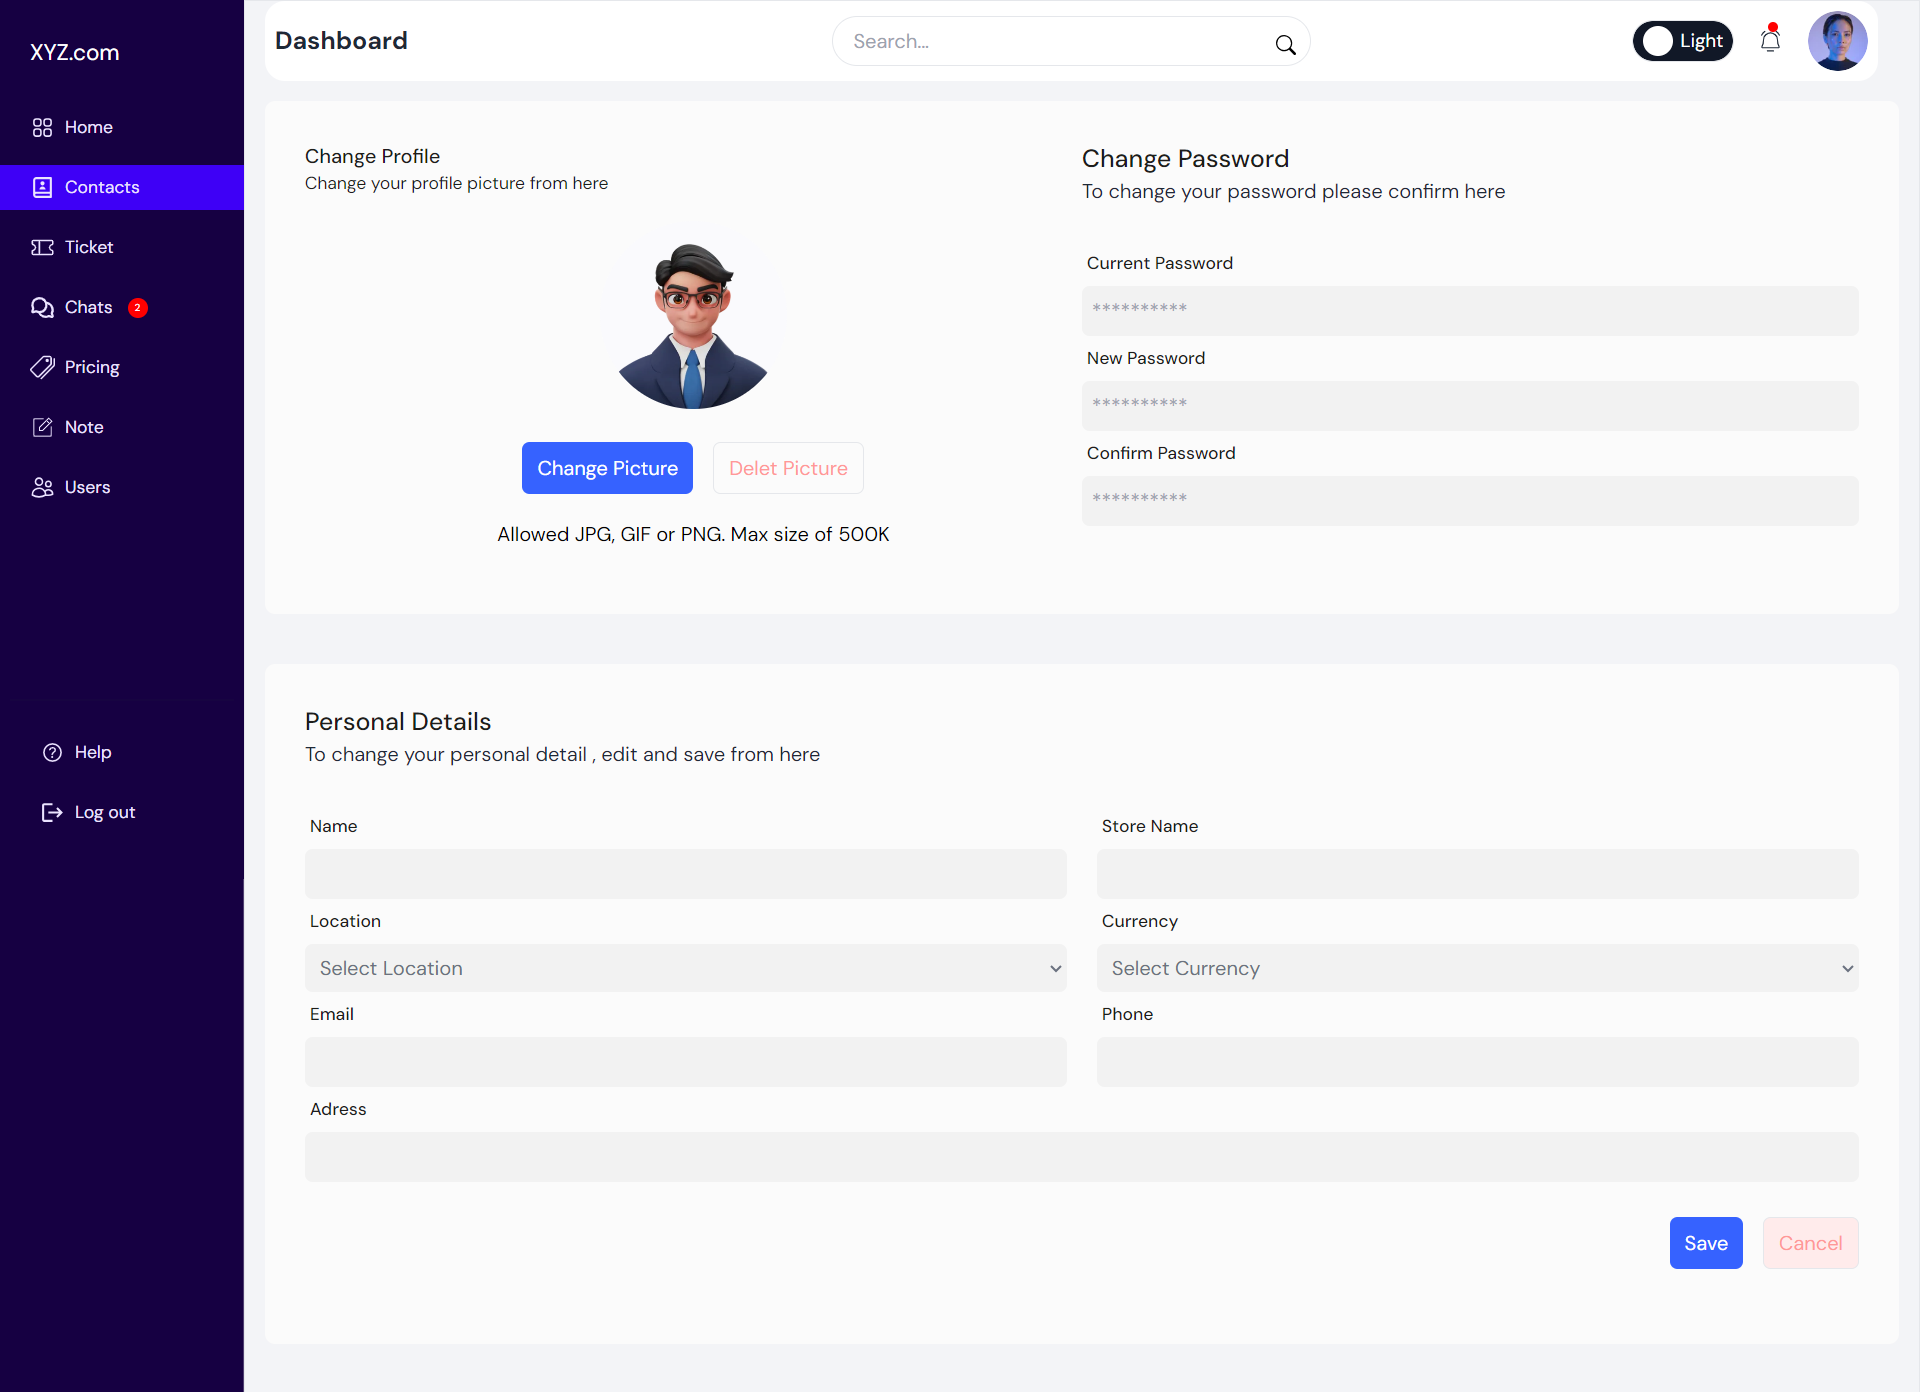 XYZ.com
Home
Contacts
Ticket
Chats 2
Pricing
Note
Users
Help
Log out
Dashboard
Search...
Light
Change Profile
Change your profile picture from here
Change Picture
Delet Picture
Allowed JPG, GIF or PNG. Max size of 500K
Change Password
To change your password please confirm here
Current Password
**********
New Password
**********
Confirm Password
**********
Personal Details
To change your personal detail , edit and save from here
Name
Store Name
Location
Currency
Select Location
Select Currency
Email
Phone
Adress
Save
Cancel